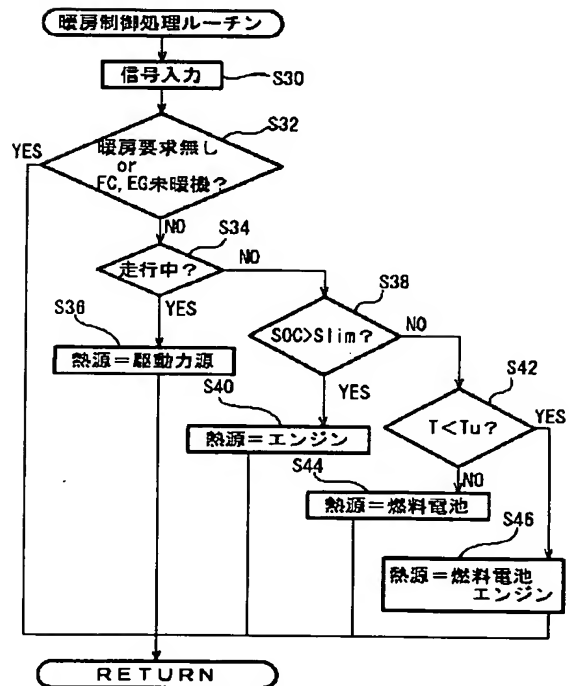 暖房制御処理ルーチン
信号入力
S30
S32
YES
暖房要求無し
or
FC,EG未暖機?
NO
S34
走行中?
NO
S36
YES
S38
SOC>Slim?
NO
熱源=駆動力源
S40
YES
S42
熱源=エンジン
T<Tu?
YES
S44
NO
熱源=燃料電池
S46
熱源=燃料電池
エンジン
RETURN